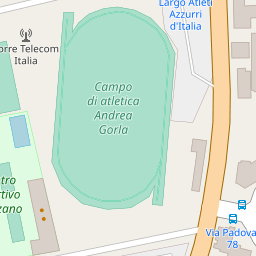 Largo Atleti
Azzurri
d'Italia
Torre Telecom
Italia
Campo
di atletica
Andrea
Gorla
Via Padova
78